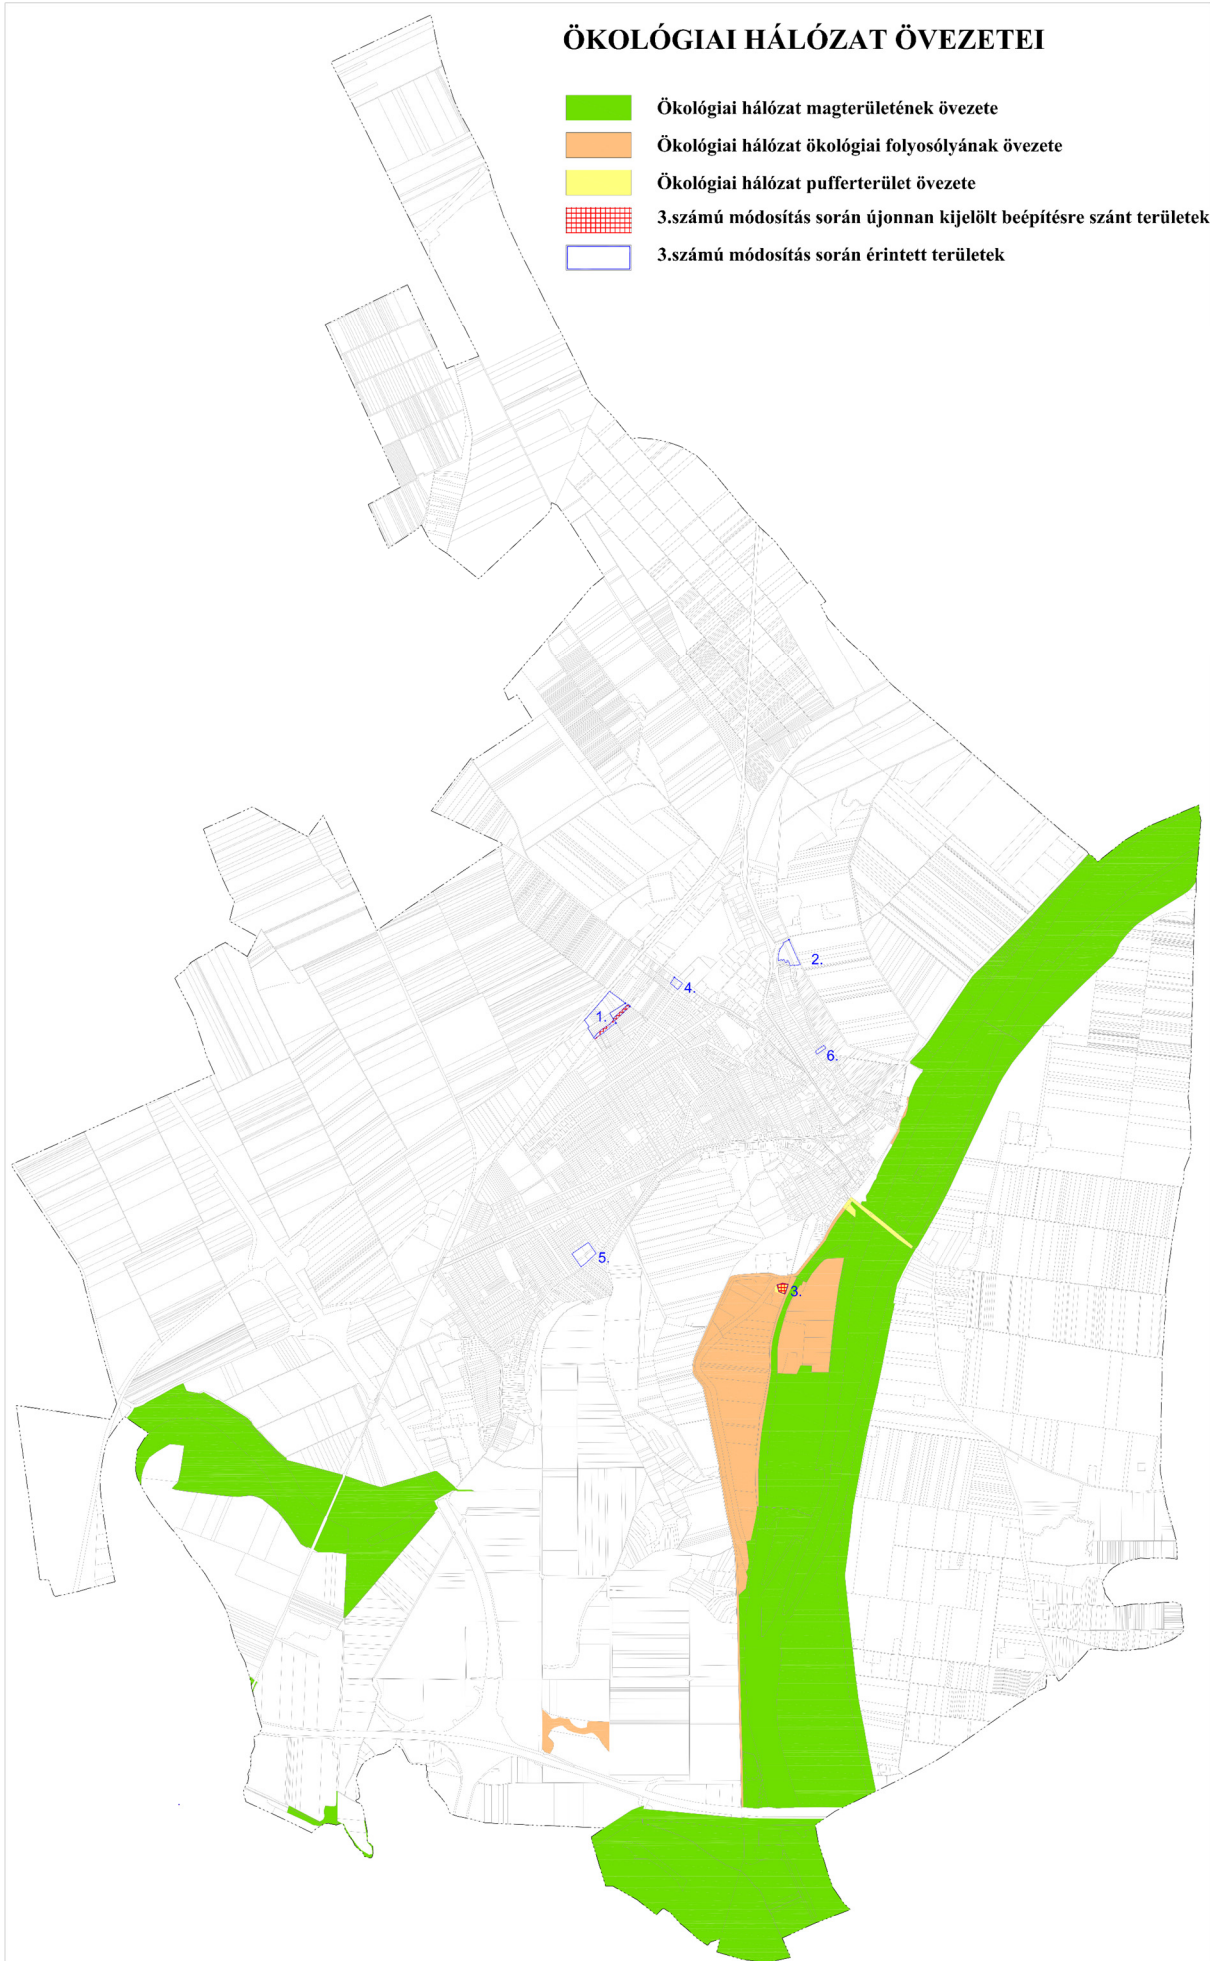 ÖKOLÓGIAI HÁLÓZAT ÖVEZETEI
Ökológiai hálózat magterületének övezete
Ökológiai hálózat ökológiai folyosólyának övezete
Ökológiai hálózat pufferterület övezete
3.számú módosítás során újonnan kijelölt beépítésre szánt területek
3.számú módosítás során érintett területek
2.
4.
1.
6.
5.
3.